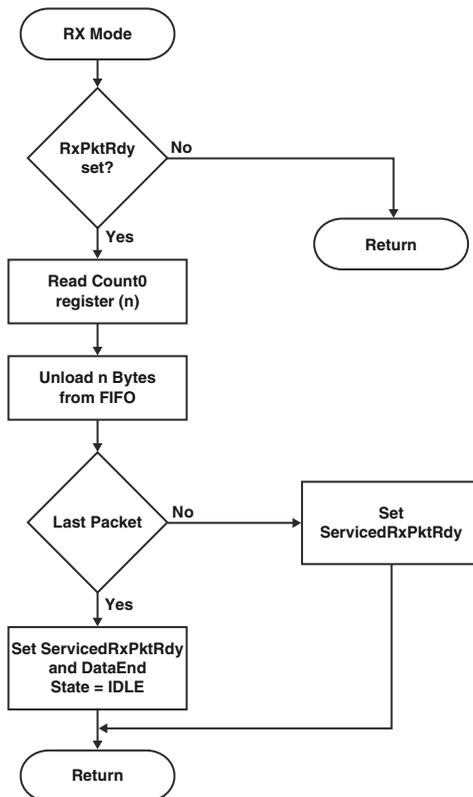 RX Mode
RxPktRdy
set?
No
Yes
Return
Read Count0
register (n)
Unload n Bytes
from FIFO
Last Packet
No
Set
ServicedRxPktRdy
Yes
Set ServicedRxPktRdy
and DataEnd
State = IDLE
Return